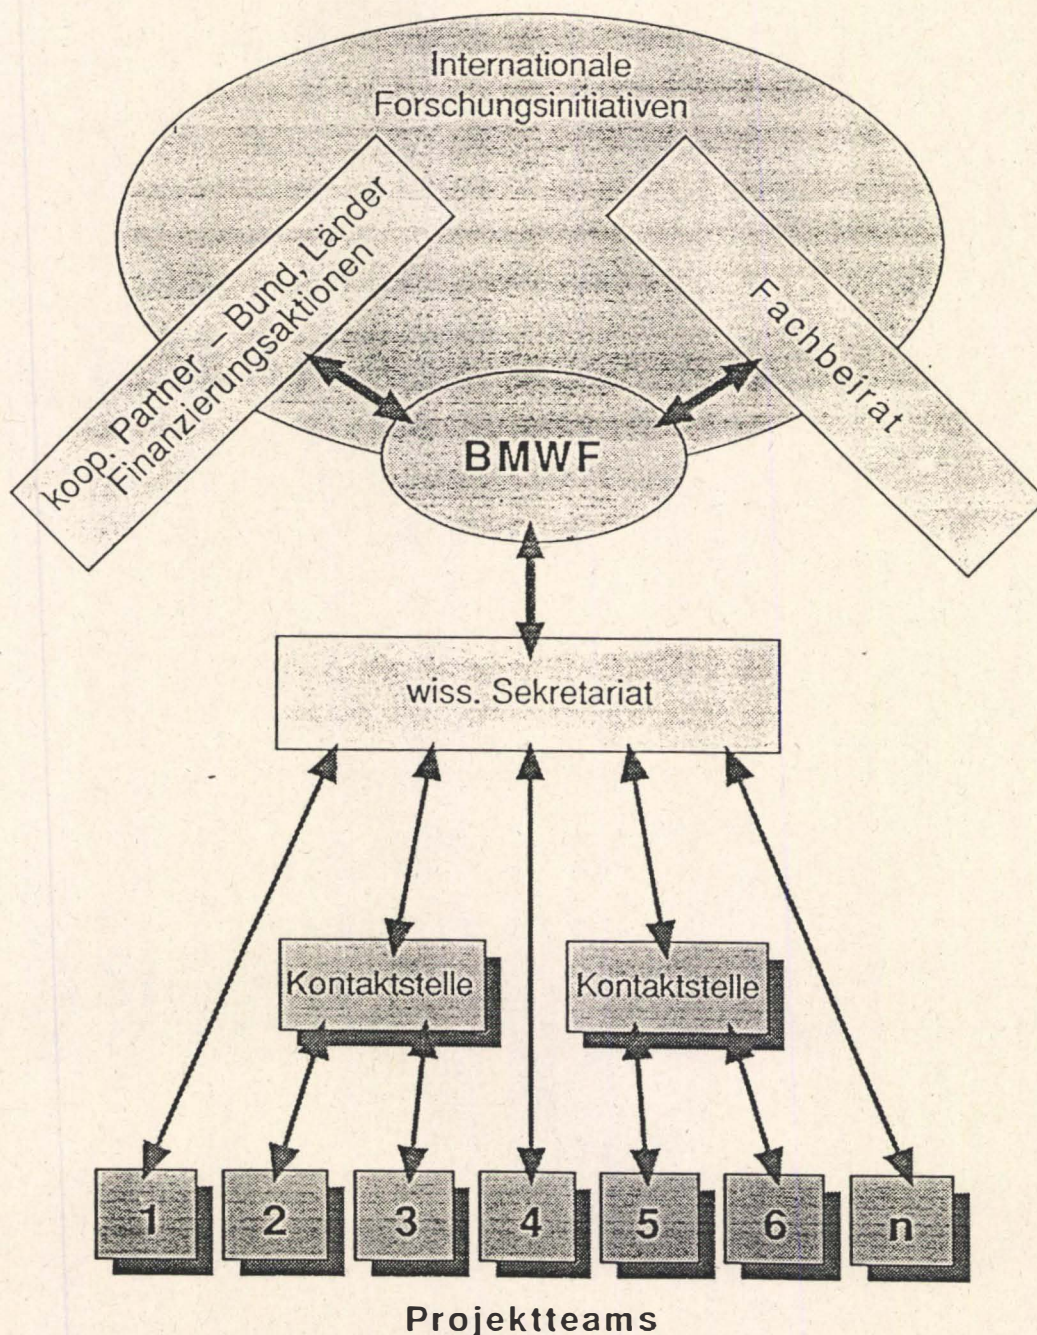 Internationale
Forschungsinitiativen
koop. Partner – Bund, Länder
Finanzierungsaktionen
Fachbeirat
BMWF
wiss. Sekretariat
Kontaktstelle
Kontaktstelle
1
2
3
4
5
6
n
Projektteams